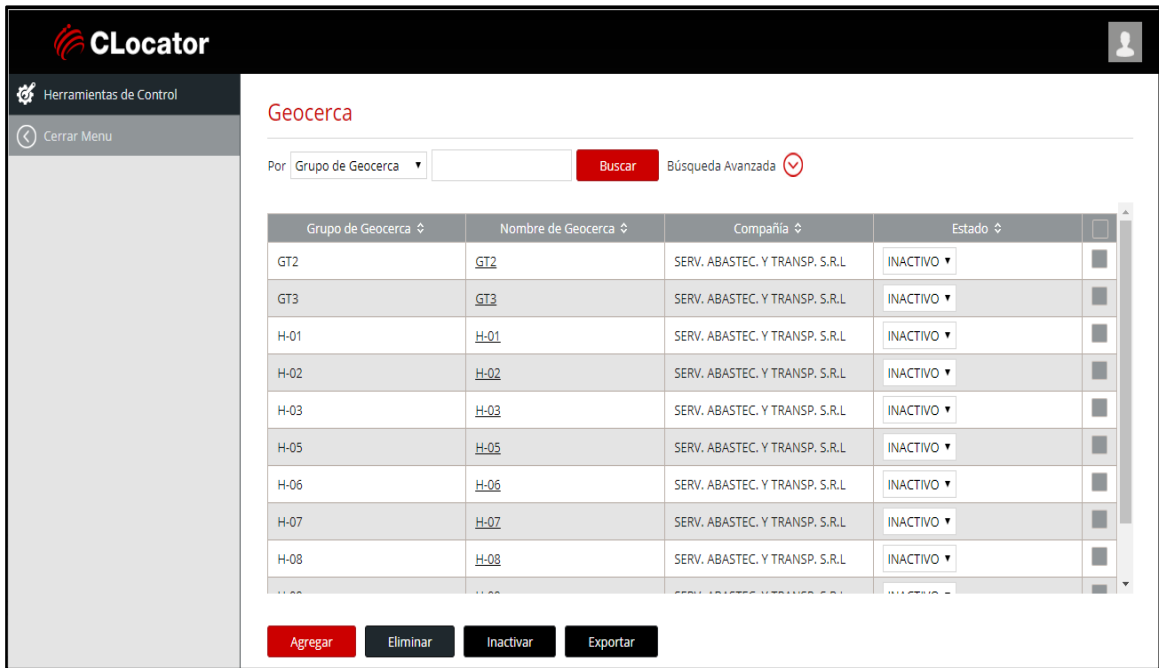 CLocator
Herramientas de Control
Cerrar Menu
Geocerca
Por Grupo de Geocerca Buscar Búsqueda Avanzada
Grupo de Geocerca Nombre de Geocerca Compañía Estado
GT2 GT2 SERV. ABASTEC. Y TRANSP. S.R.L INACTIVO
GT3 GT3 SERV. ABASTEC. Y TRANSP. S.R.L INACTIVO
H-01 H-01 SERV. ABASTEC. Y TRANSP. S.R.L INACTIVO
H-02 H-02 SERV. ABASTEC. Y TRANSP. S.R.L INACTIVO
H-03 H-03 SERV. ABASTEC. Y TRANSP. S.R.L INACTIVO
H-05 H-05 SERV. ABASTEC. Y TRANSP. S.R.L INACTIVO
H-06 H-06 SERV. ABASTEC. Y TRANSP. S.R.L INACTIVO
H-07 H-07 SERV. ABASTEC. Y TRANSP. S.R.L INACTIVO
H-08 H-08 SERV. ABASTEC. Y TRANSP. S.R.L INACTIVO
Agregar Eliminar Inactivar Exportar